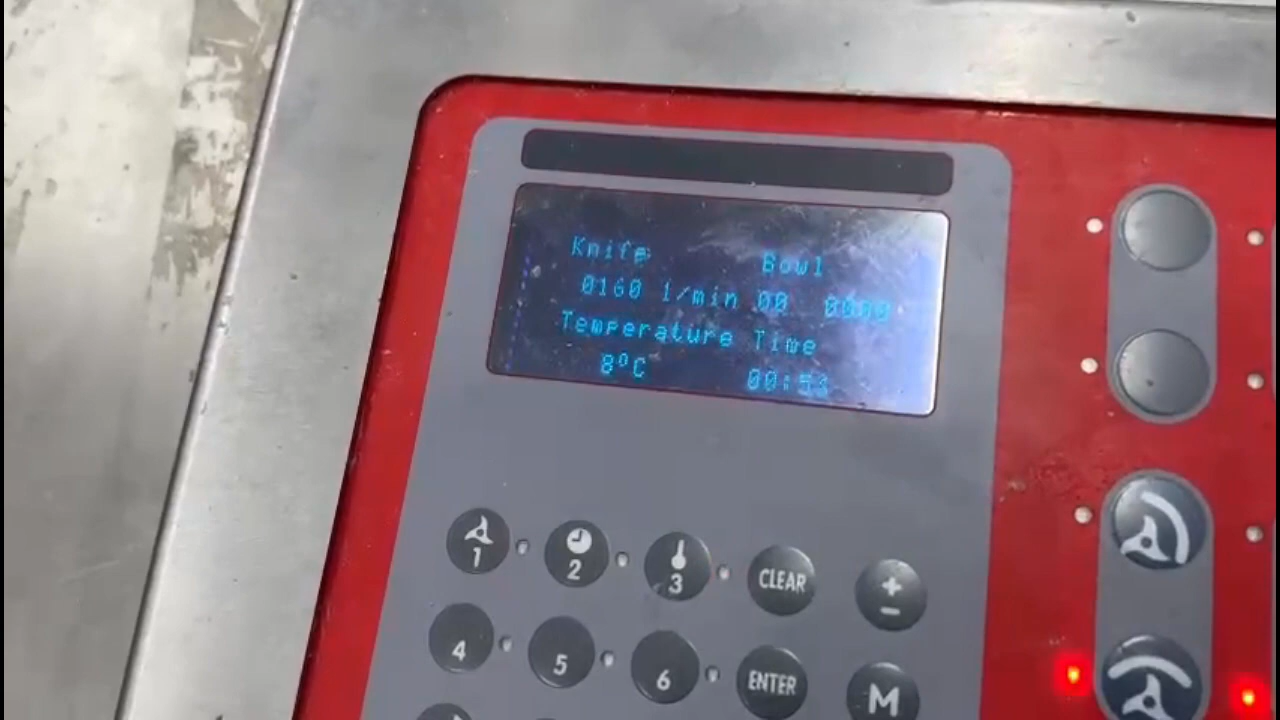 Knife Bowl
0160 1/min 00 0000
Temperature Time
8°C 00:53
1 2 3 CLEAR + -
4 5 6 ENTER M